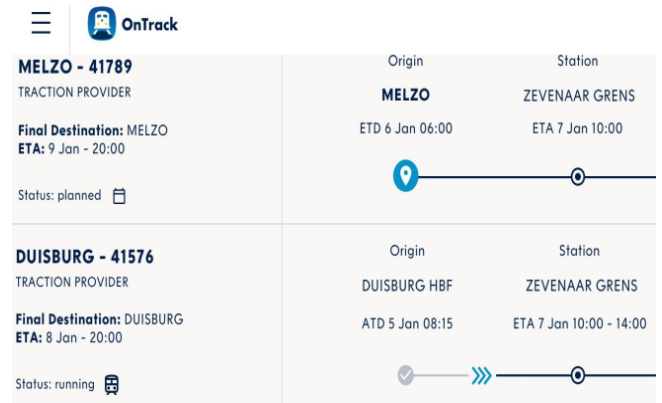 OnTrack
MELZO - 41789
TRACTION PROVIDER
Final Destination: MELZO
ETA: 9 Jan - 20:00
Status: planned
Origin
MELZO
ETD 6 Jan 06:00
Station
ZEVENAAR GRENS
ETA 7 Jan 10:00
DUISBURG - 41576
TRACTION PROVIDER
Final Destination: DUISBURG
ETA: 8 Jan - 20:00
Status: running
Origin
DUISBURG HBF
ATD 5 Jan 08:15
Station
ZEVENAAR GRENS
ETA 7 Jan 10:00 - 14:00